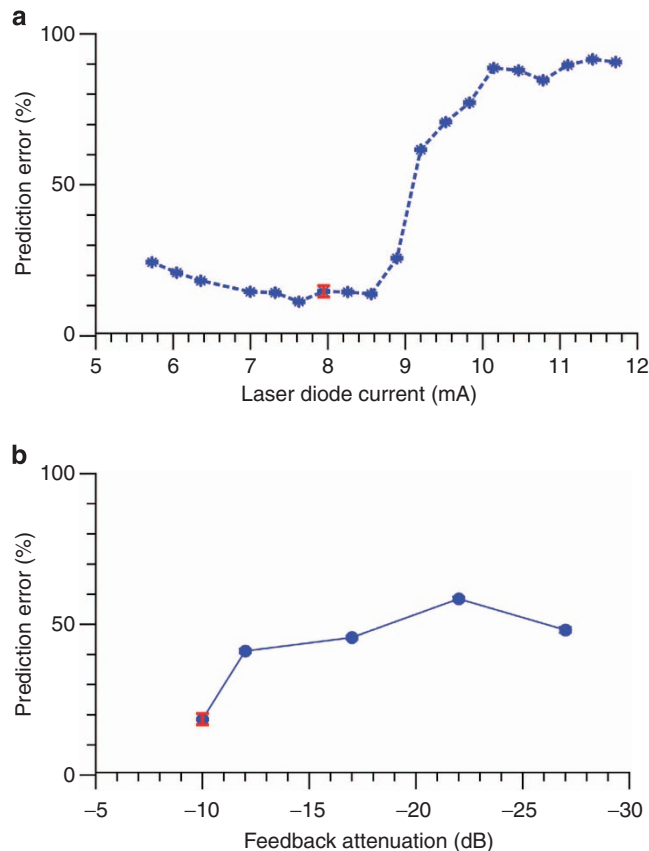 a
100
50
0
Prediction error (%)
5 6 7 8 9 10 11 12
Laser diode current (mA)
b
100
50
0
Prediction error (%)
–5 –10 –15 –20 –25 –30
Feedback attenuation (dB)